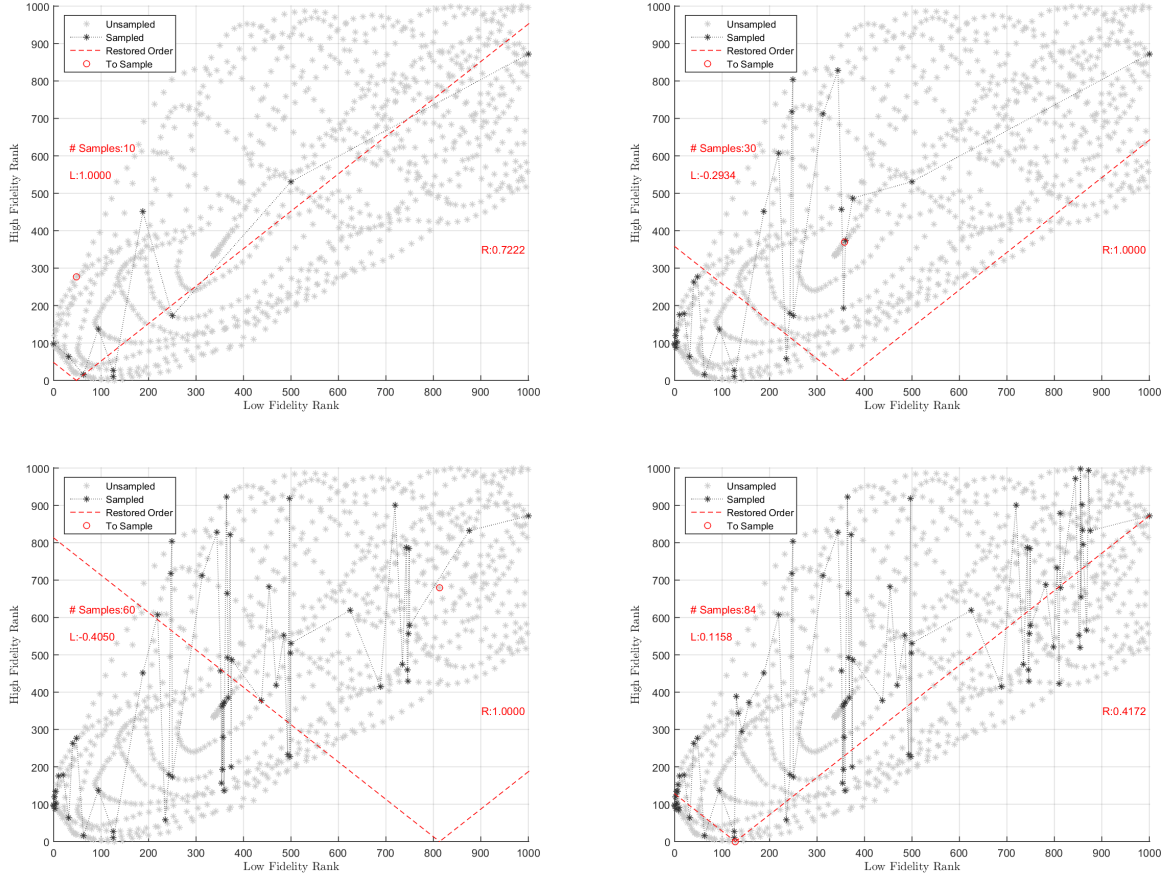 1000
900
800
700
600
500
400
300
200
100
0
High Fidelity Rank
Unsampled
Sampled
Restored Order
To Sample
# Samples:10
L:1.0000
R:0.7222
0 100 200 300 400 500 600 700 800 900 1000
Low Fidelity Rank
1000
900
800
700
600
500
400
300
200
100
0
High Fidelity Rank
Unsampled
Sampled
Restored Order
To Sample
# Samples:30
L:-0.2934
R:1.0000
0 100 200 300 400 500 600 700 800 900 1000
Low Fidelity Rank
1000
900
800
700
600
500
400
300
200
100
0
High Fidelity Rank
Unsampled
Sampled
Restored Order
To Sample
# Samples:60
L:-0.4050
R:1.0000
0 100 200 300 400 500 600 700 800 900 1000
Low Fidelity Rank
1000
900
800
700
600
500
400
300
200
100
0
High Fidelity Rank
Unsampled
Sampled
Restored Order
To Sample
# Samples:84
L:0.1158
R:0.4172
0 100 200 300 400 500 600 700 800 900 1000
Low Fidelity Rank